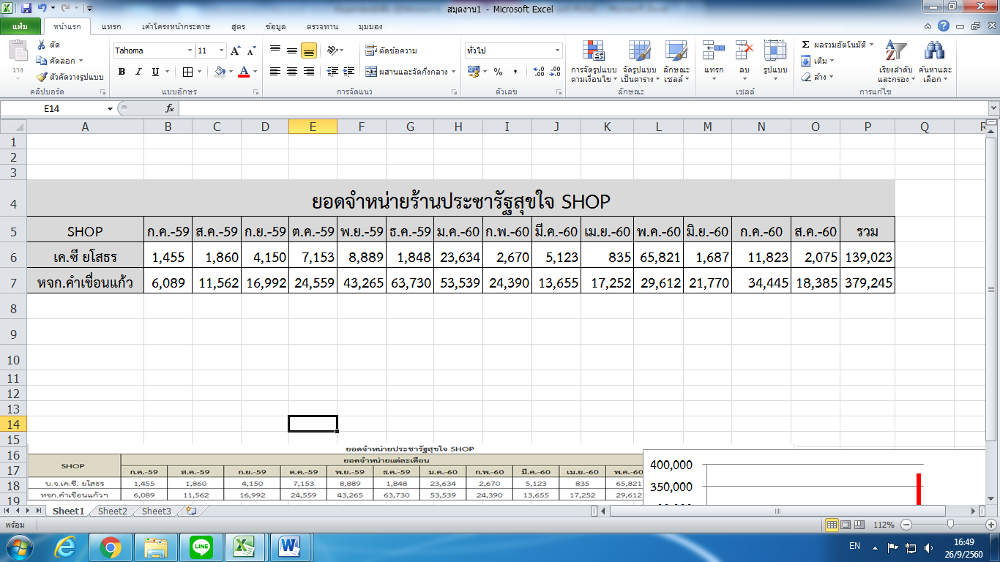 สมุดงาน1 - Microsoft Excel
แฟ้ม หน้าแรก แทรก เค้าโครงหน้ากระดาษ สูตร ข้อมูล ตรวจทาน มุมมอง
วาง
ตัด
คัดลอก
ตัวคัดวางรูปแบบ
คลิปบอร์ด
Tahoma 11
B I U
แบบอักษร
ตัดข้อความ
ผสานและจัดกึ่งกลาง
การจัดแนว
ทั่วไป
%
ตัวเลข
การจัดรูปแบบ ตามเงื่อนไข
จัดรูปแบบ เป็นตาราง
ลักษณะ เซลล์
ลักษณะ
แทรก ลบ รูปแบบ
เซลล์
Σ ผลรวมอัตโนมัติ
เติม
ล้าง
เรียงลำดับ และกรอง
ค้นหาและ เลือก
การแก้ไข
E14 fx
A B C D E F G H I J K L M N O P Q R
1
2
3
4 ยอดจำหน่ายร้านประชารัฐสุขใจ SHOP
5 SHOP ก.ค.-59 ส.ค.-59 ก.ย.-59 ต.ค.-59 พ.ย.-59 ธ.ค.-59 ม.ค.-60 ก.พ.-60 มี.ค.-60 เม.ย.-60 พ.ค.-60 มิ.ย.-60 ก.ค.-60 ส.ค.-60 รวม
6 เค.ซี ยโสธร 1,455 1,860 4,150 7,153 8,889 1,848 23,634 2,670 5,123 835 65,821 1,687 11,823 2,075 139,023
7 หจก.คำเขื่อนแก้ว 6,089 11,562 16,992 24,559 43,265 63,730 53,539 24,390 13,655 17,252 29,612 21,770 34,445 18,385 379,245
8
9
10
11
12
13
14
15
16 ยอดจำหน่ายประชารัฐสุขใจ SHOP
SHOP ยอดจำหน่ายแต่ละเดือน
17 ก.ค.-59 ส.ค.-59 ก.ย.-59 ต.ค.-59 พ.ย.-59 ธ.ค.-59 ม.ค.-60 ก.พ.-60 มี.ค.-60 เม.ย.-60 พ.ค.-60
18 บ.จ.เค.ซี. ยโสธร 1,455 1,860 4,150 7,153 8,889 1,848 23,634 2,670 5,123 835 65,821
19 หจก.คำเขื่อนแก้วฯ 6,089 11,562 16,992 24,559 43,265 63,730 53,539 24,390 13,655 17,252 29,612
400,000
350,000
Sheet1 Sheet2 Sheet3
พร้อม 112%
EN
16:49
26/9/2560